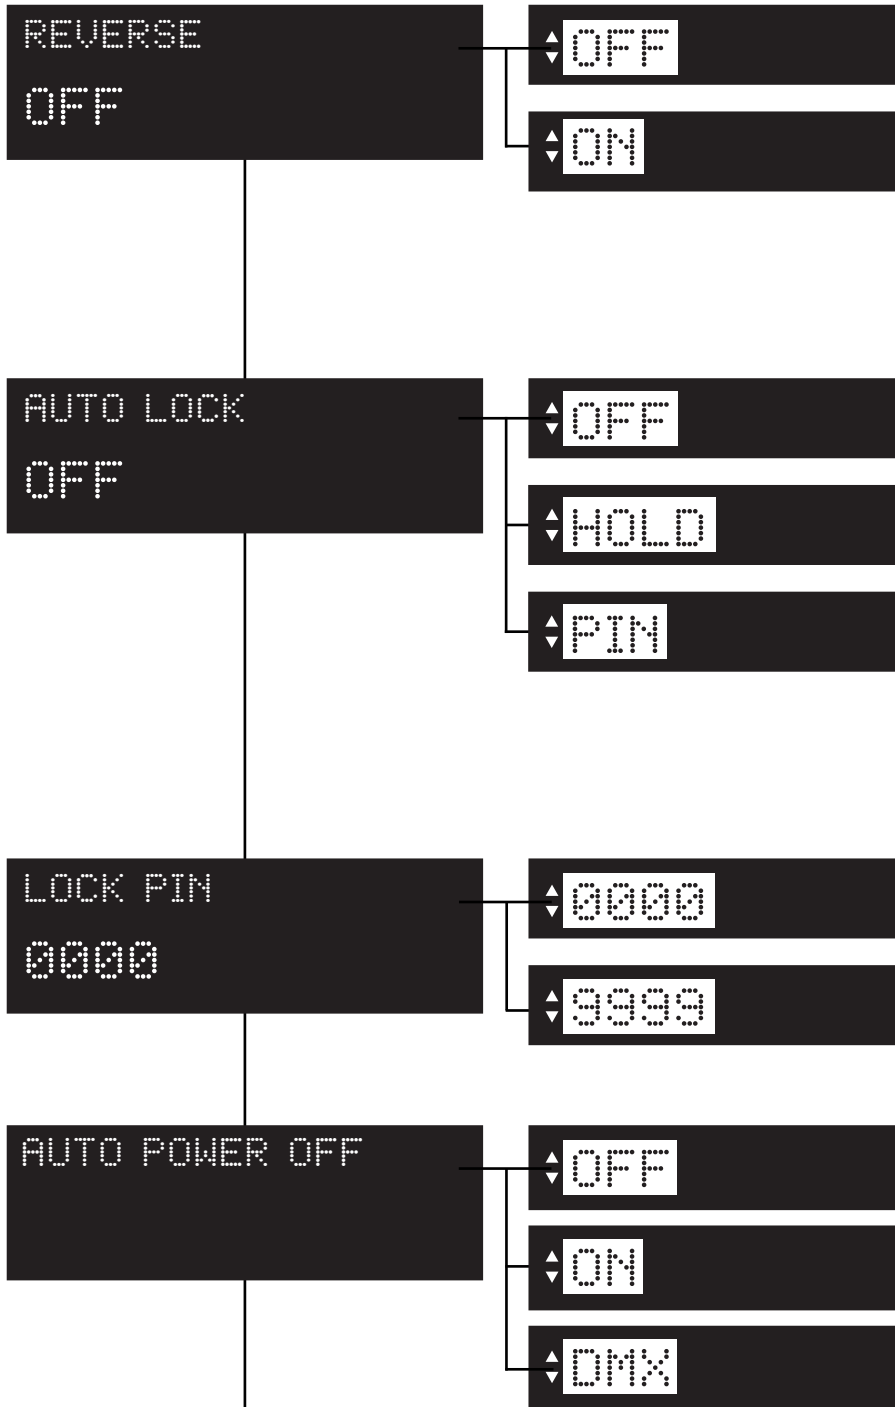 REVERSE
OFF
OFF
ON
AUTO LOCK
OFF
OFF
HOLD
PIN
LOCK PIN
0000
0000
9999
AUTO POWER OFF
OFF
ON
DMX